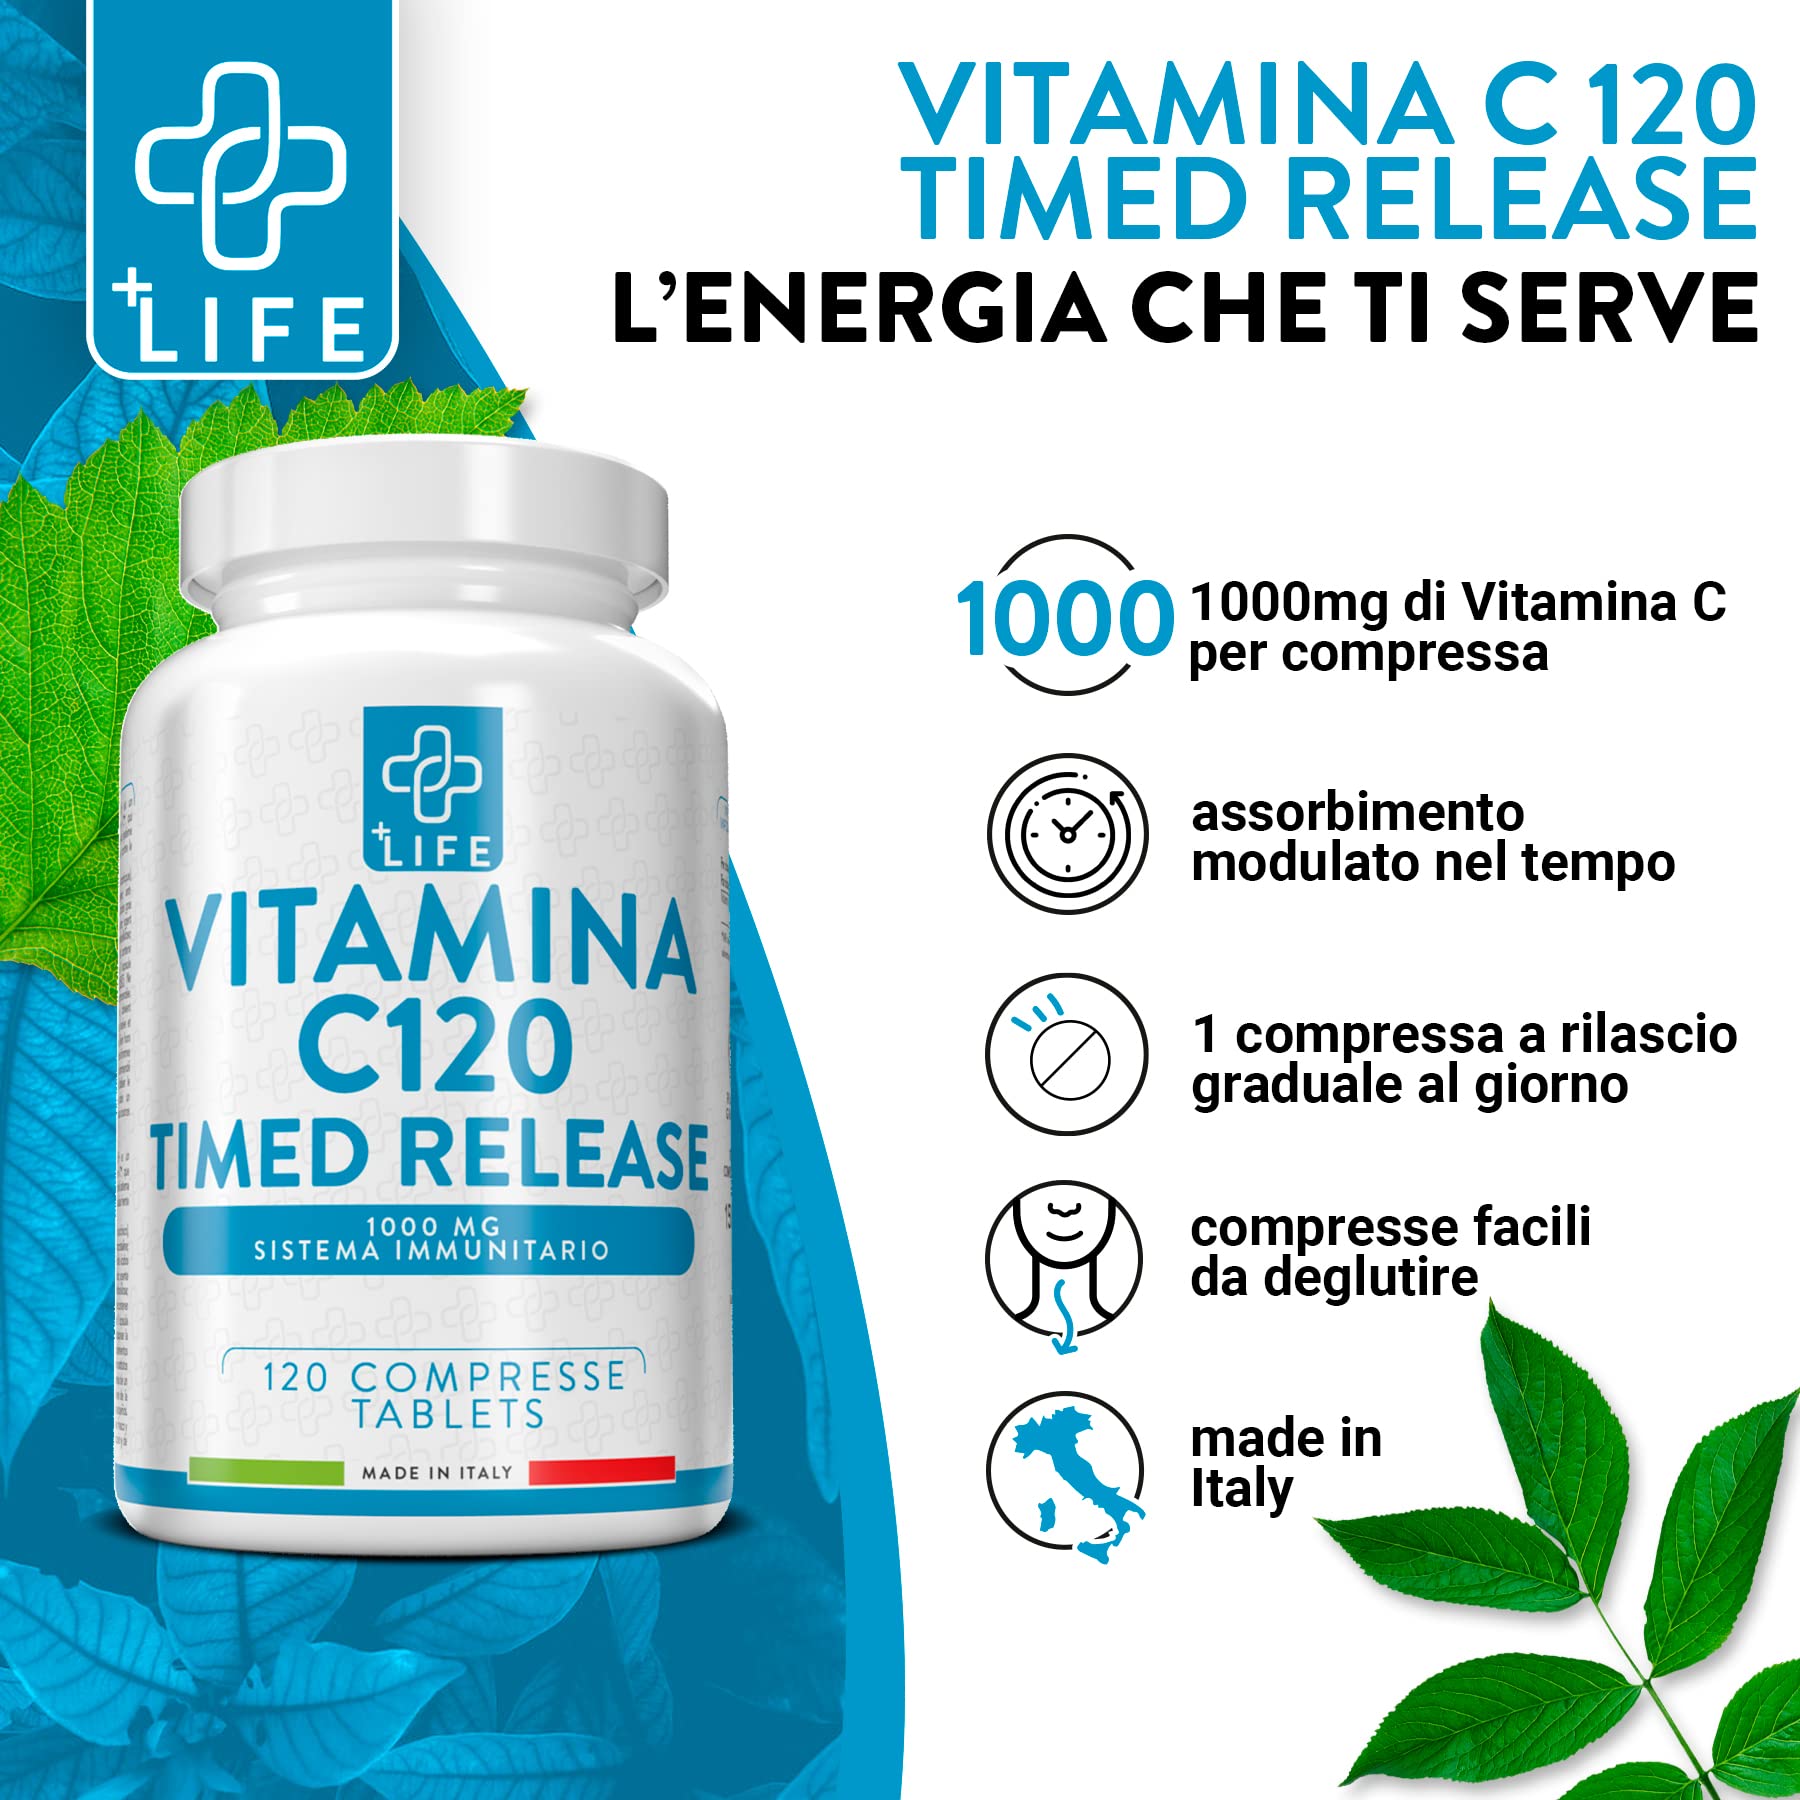 +LIFE
VITAMINA C 120
TIMED RELEASE
L'ENERGIA CHE TI SERVE
+LIFE
VITAMINA
C120
TIMED RELEASE
1000 MG
SISTEMA IMMUNITARIO
120 COMPRESSE
TABLETS
MADE IN ITALY
1000
1000mg di Vitamina C
per compressa
assorbimento
modulato nel tempo
1 compressa a rilascio
graduale al giorno
compresse facili
da deglutire
made in
Italy